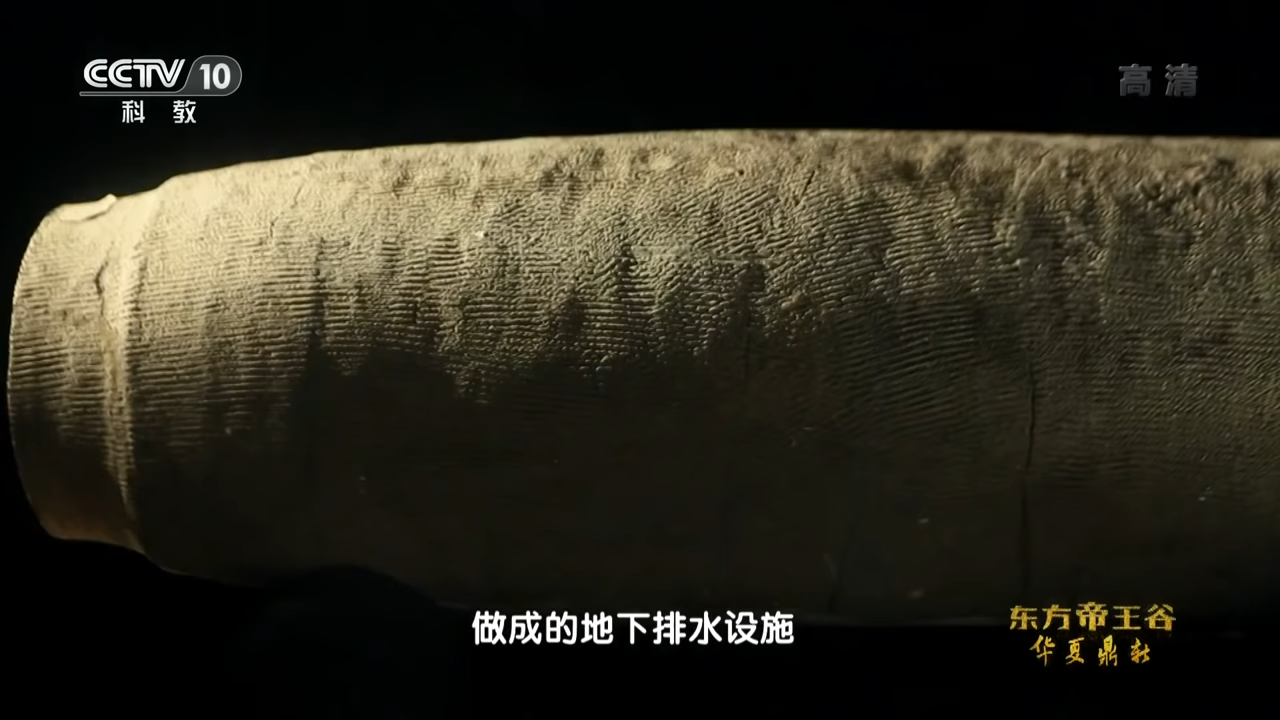 CCTV 10
科教
高清
做成的地下排水设施
东方帝王谷
华夏鼎新